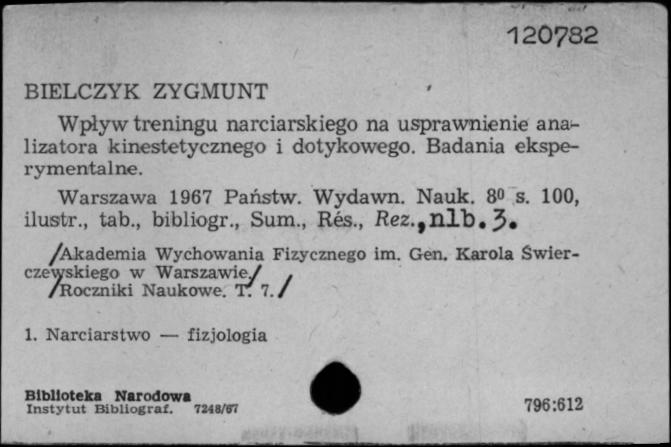 120782
BIELCZYK ZYGMUNT
Wpływ treningu narciarskiego na usprawnienie ana-
lizatora kinestetycznego i dotykowego. Badania ekspe-
rymentalne.
Warszawa 1967 Państw. Wydawn. Nauk. 8⁰ s. 100,
ilustr., tab., bibliogr., Sum., Rés., Rez., nlb. 3.
/Akademia Wychowania Fizycznego im. Gen. Karola Świer-
czewskiego w Warszawie/
/Roczniki Naukowe. T. 7./
1. Narciarstwo — fizjologia
Biblioteka Narodowa
Instytut Bibliograf. 7248/67
796:612